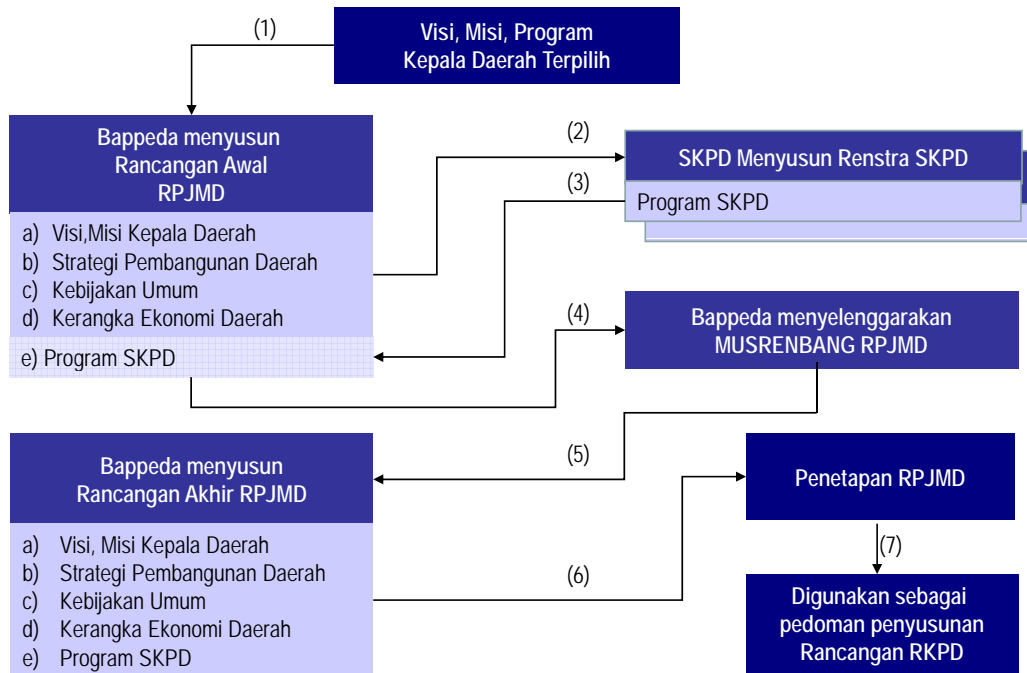 (1)
Visi, Misi, Program
Kepala Daerah Terpilih
Bappeda menyusun
Rancangan Awal
RPJMD
a) Visi,Misi Kepala Daerah
b) Strategi Pembangunan Daerah
c) Kebijakan Umum
d) Kerangka Ekonomi Daerah
e) Program SKPD
(2)
SKPD Menyusun Renstra SKPD
(3)
Program SKPD
(4)
Bappeda menyelenggarakan
MUSRENBANG RPJMD
(5)
Bappeda menyusun
Rancangan Akhir RPJMD
a) Visi, Misi Kepala Daerah
b) Strategi Pembangunan Daerah
c) Kebijakan Umum
d) Kerangka Ekonomi Daerah
e) Program SKPD
(6)
Penetapan RPJMD
(7)
Digunakan sebagai
pedoman penyusunan
Rancangan RKPD